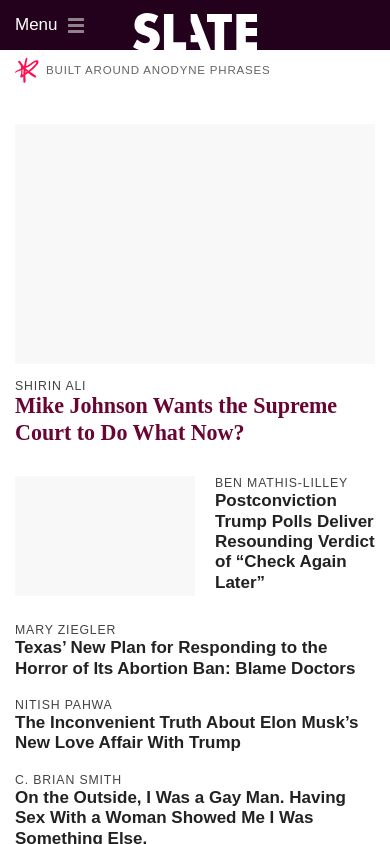 Menu
SLATE
BUILT AROUND ANODYNE PHRASES
SHIRIN ALI
Mike Johnson Wants the Supreme
Court to Do What Now?
BEN MATHIS-LILLEY
Postconviction
Trump Polls Deliver
Resounding Verdict
of “Check Again
Later”
MARY ZIEGLER
Texas’ New Plan for Responding to the
Horror of Its Abortion Ban: Blame Doctors
NITISH PAHWA
The Inconvenient Truth About Elon Musk’s
New Love Affair With Trump
C. BRIAN SMITH
On the Outside, I Was a Gay Man. Having
Sex With a Woman Showed Me I Was
Something Else.